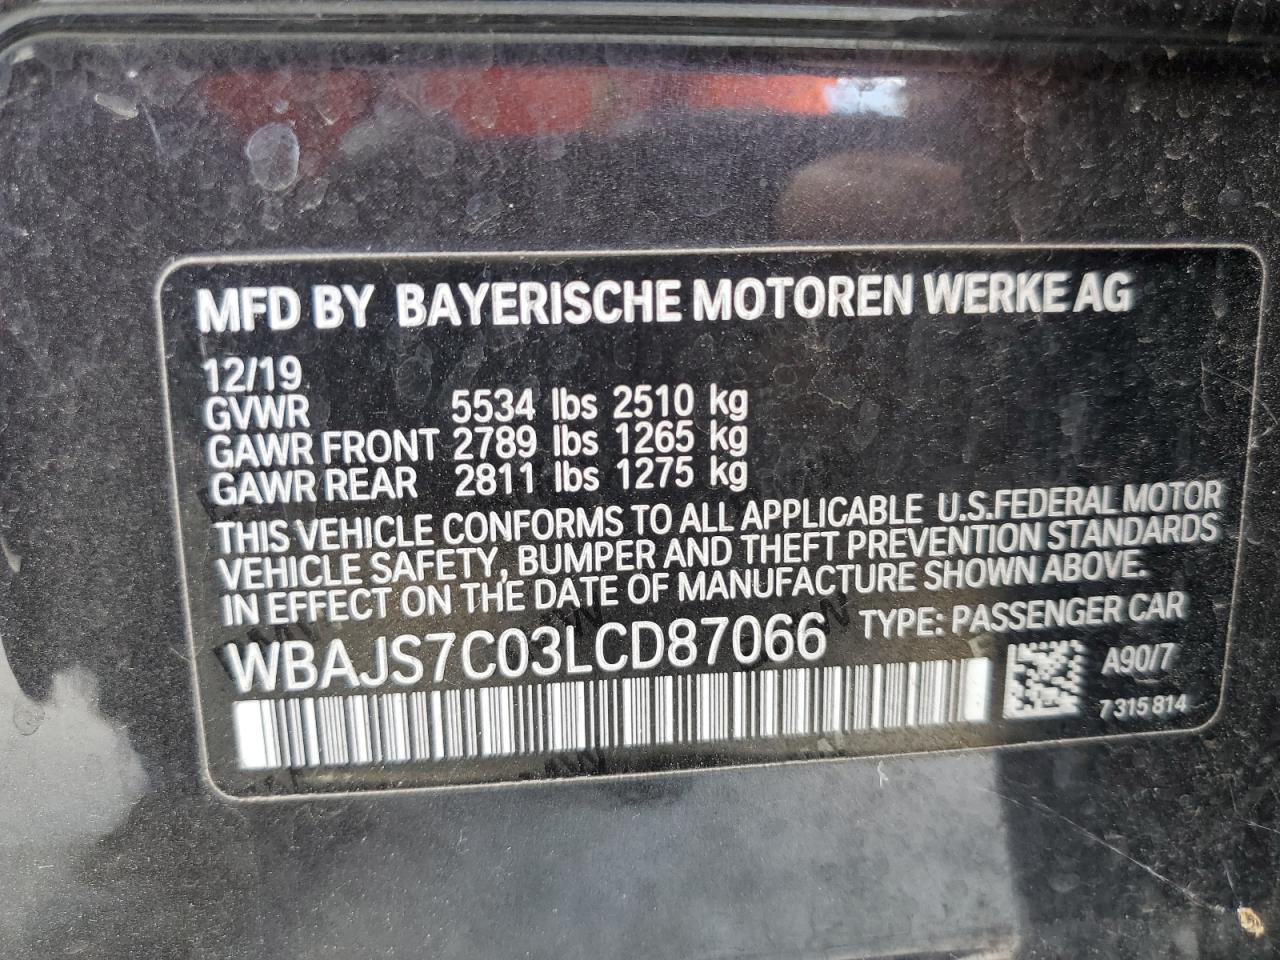 MFD BY BAYERISCHE MOTOREN WERKE AG
12/19
GVWR 5534 lbs 2510 kg
GAWR FRONT 2789 lbs 1265 kg
GAWR REAR 2811 lbs 1275 kg
THIS VEHICLE CONFORMS TO ALL APPLICABLE U.S.FEDERAL MOTOR
VEHICLE SAFETY, BUMPER AND THEFT PREVENTION STANDARDS
IN EFFECT ON THE DATE OF MANUFACTURE SHOWN ABOVE.
WBAJS7C03LCD87066 TYPE: PASSENGER CAR
A90/7
7 315 814